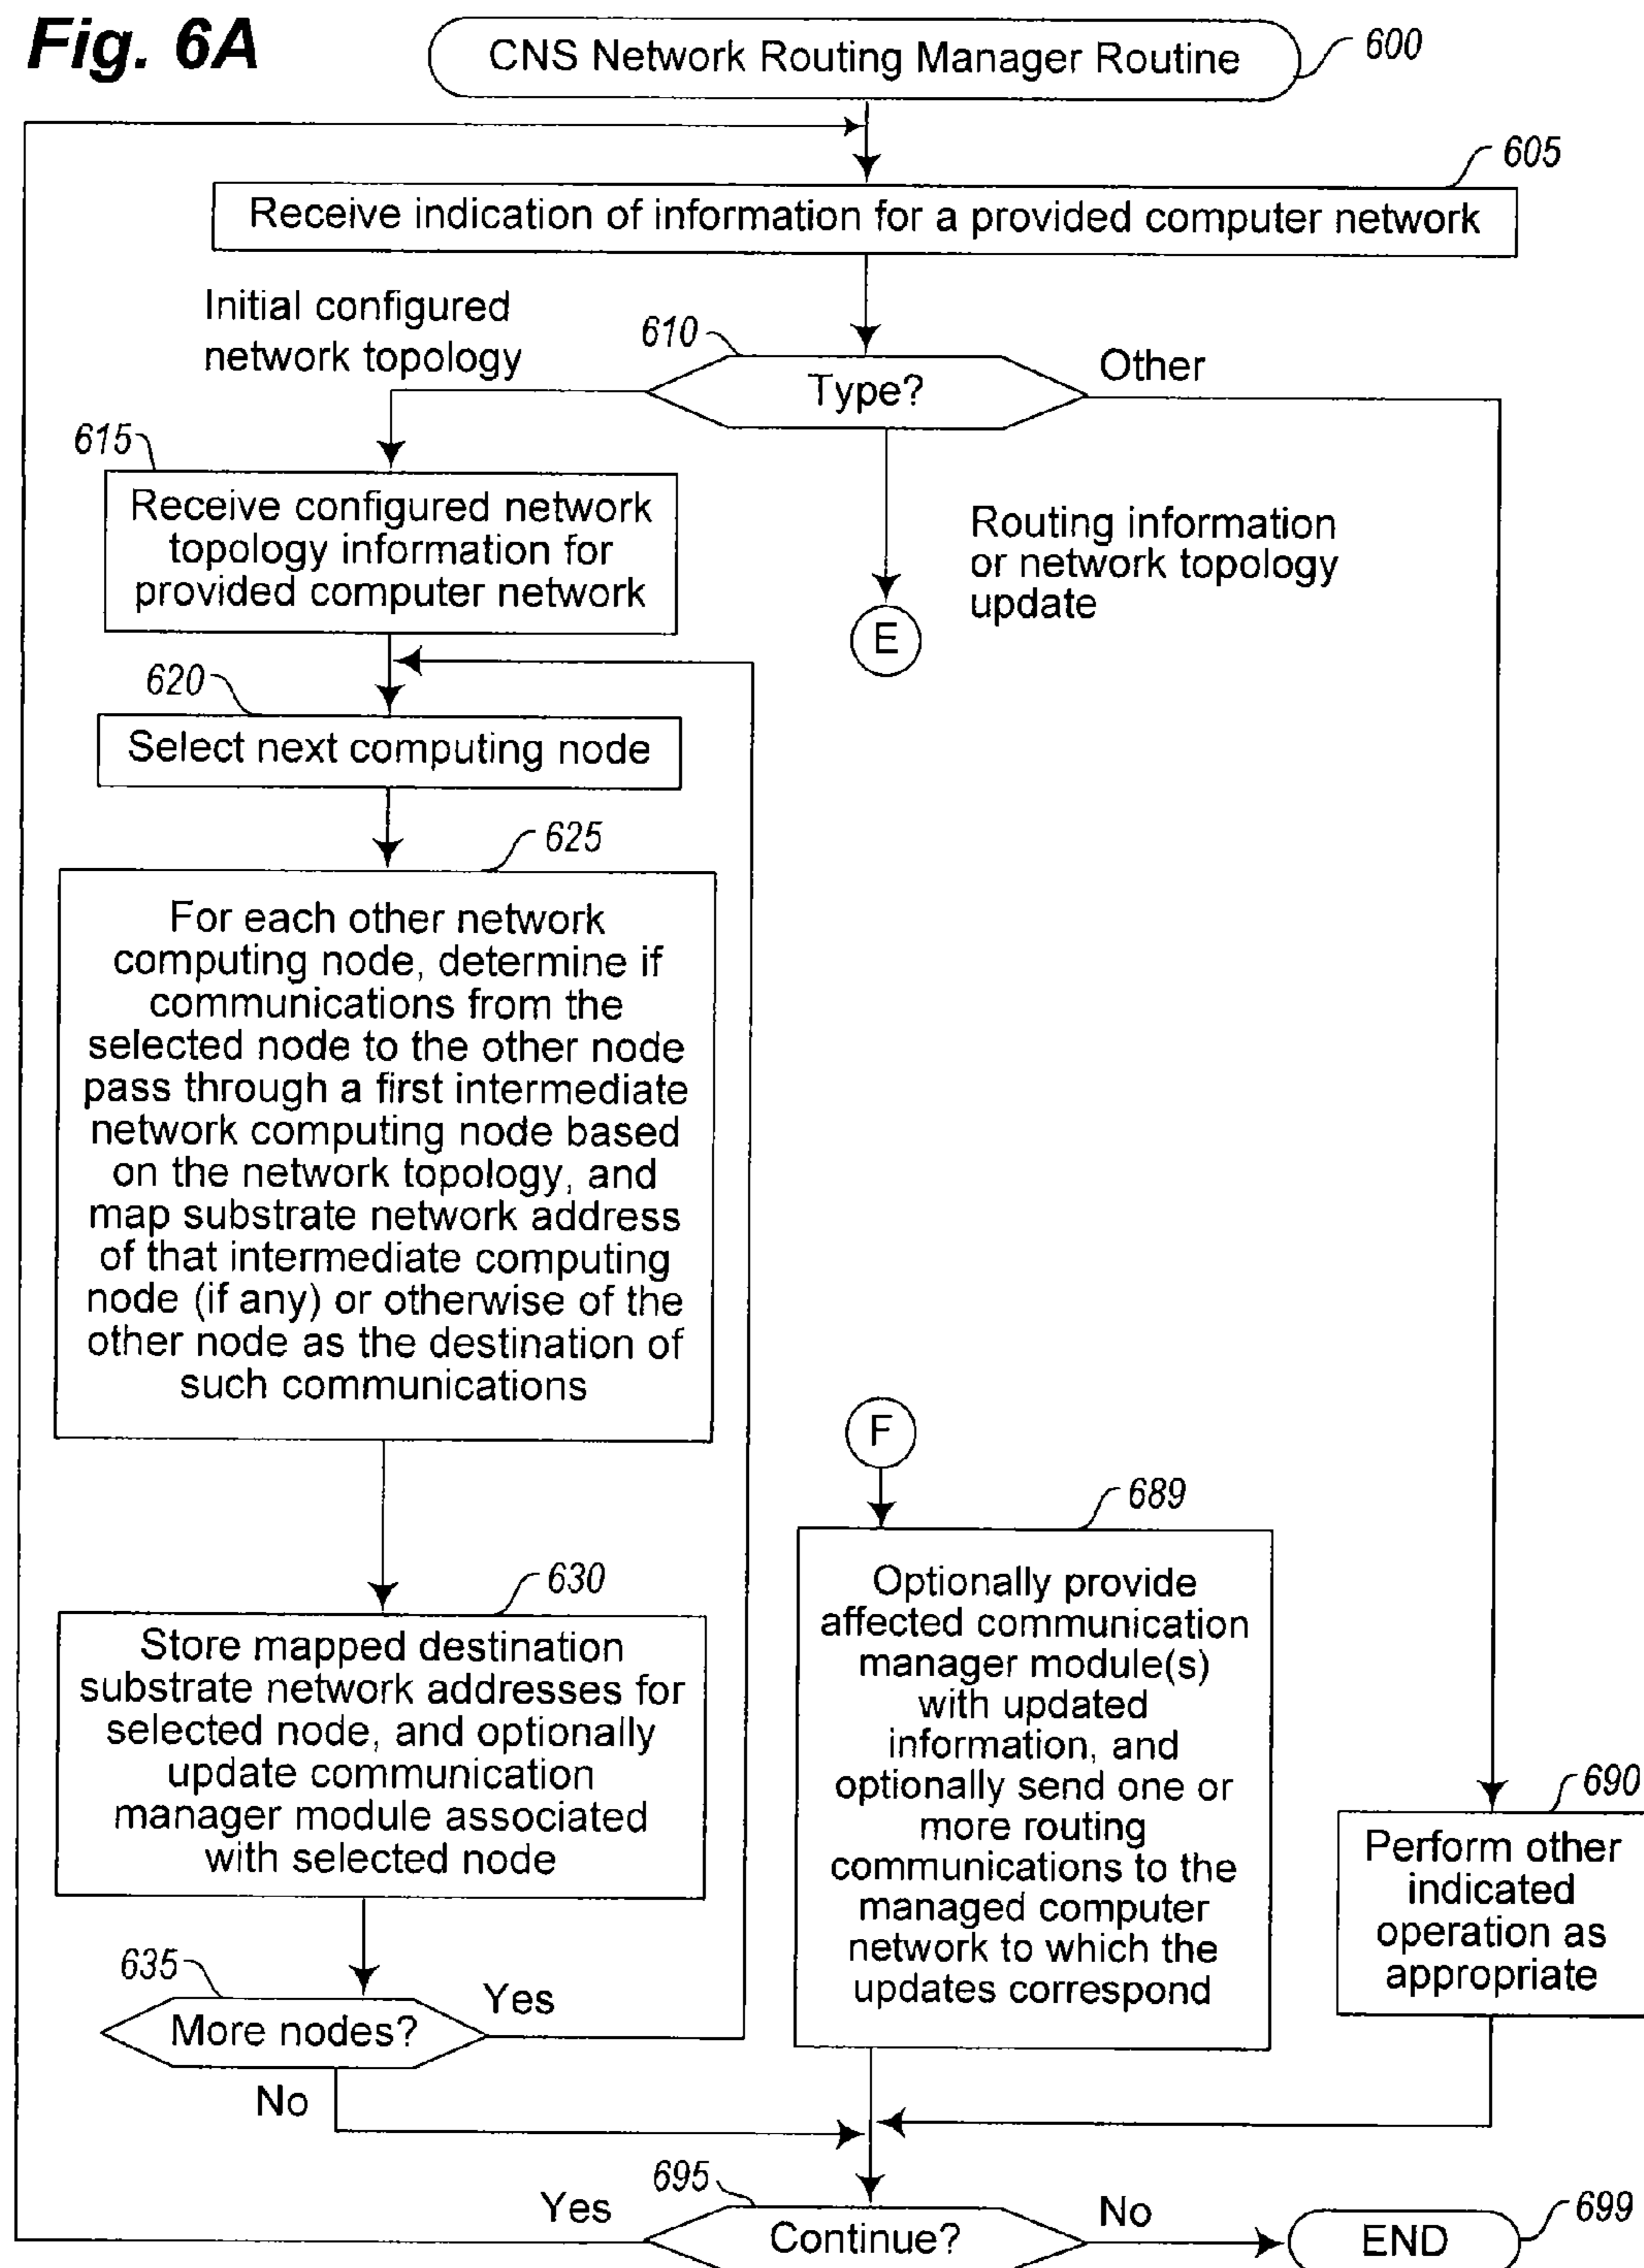 Fig. 6A
CNS Network Routing Manager Routine
600
605
Receive indication of information for a provided computer network
Initial configured
network topology
610
Type?
Other
615
Receive configured network
topology information for
provided computer network
Routing information
or network topology
update
E
620
Select next computing node
625
For each other network
computing node, determine if
communications from the
selected node to the other node
pass through a first intermediate
network computing node based
on the network topology, and
map substrate network address
of that intermediate computing
node (if any) or otherwise of the
other node as the destination of
such communications
F
630
Store mapped destination
substrate network addresses for
selected node, and optionally
update communication
manager module associated
with selected node
689
Optionally provide
affected communication
manager module(s)
with updated
information, and
optionally send one or
more routing
communications to the
managed computer
network to which the
updates correspond
690
Perform other
indicated
operation as
appropriate
635
More nodes?
Yes
No
695
Yes
Continue?
No
END
699